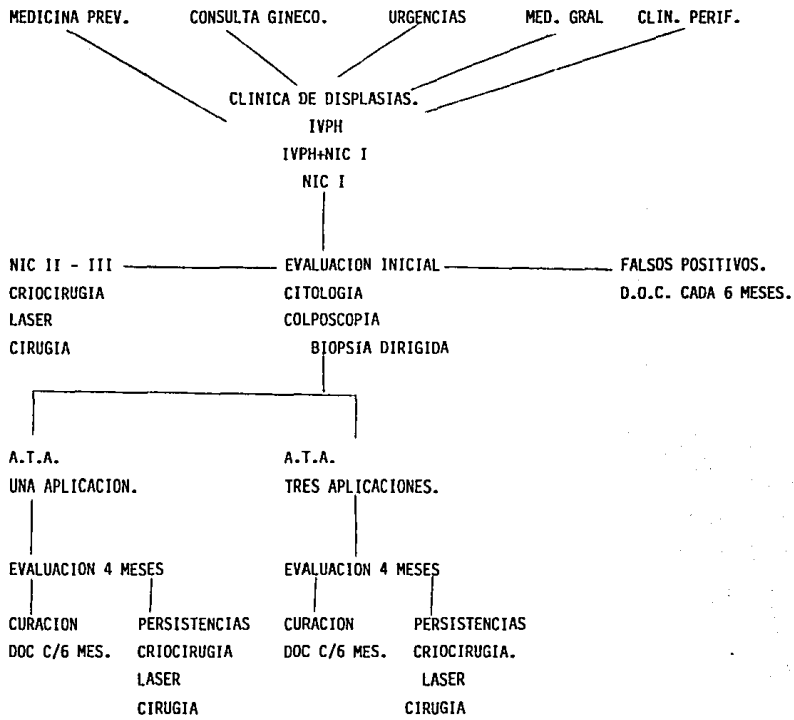 MEDICINA PREV. CONSULTA GINECO. URGENCIAS MED. GRAL CLIN. PERIF.
CLINICA DE DISPLASIAS.
IVPH
IVPH+NIC I
NIC I
NIC II - III EVALUACION INICIAL FALSOS POSITIVOS.
CRIOCIRUGIA CITOLOGIA D.O.C. CADA 6 MESES.
LASER COLPOSCOPIA
CIRUGIA BIOPSIA DIRIGIDA
A.T.A. A.T.A.
UNA APLICACION. TRES APLICACIONES.
EVALUACION 4 MESES EVALUACION 4 MESES
CURACION PERSISTENCIAS CURACION PERSISTENCIAS
DOC C/6 MES. CRIOCIRUGIA DOC C/6 MES. CRIOCIRUGIA.
LASER LASER
CIRUGIA CIRUGIA